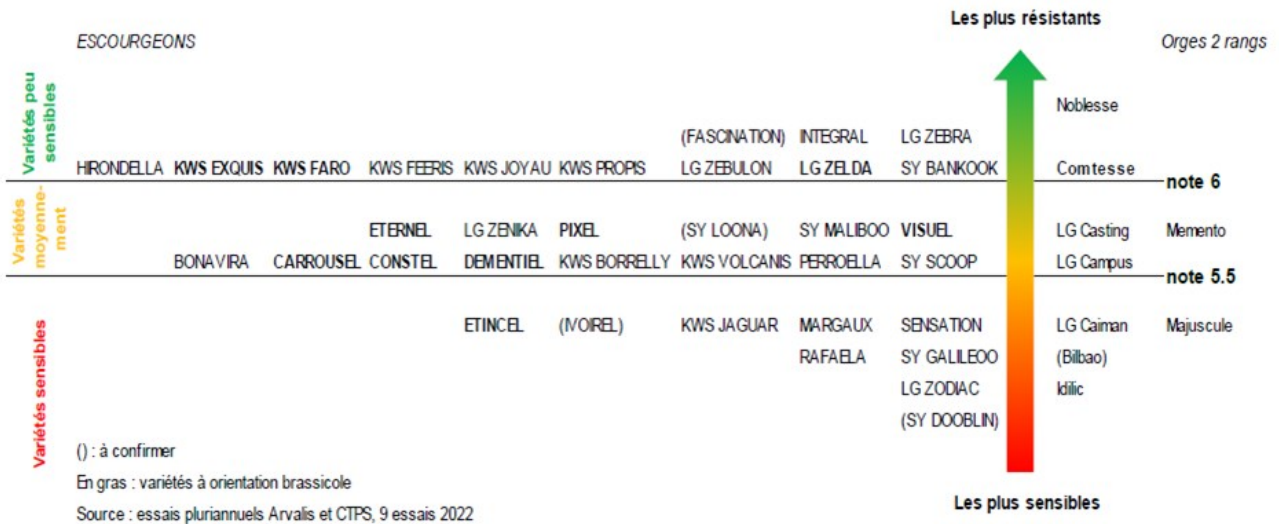 Les plus résistants
ESCOURGEONS
Orges 2 rangs
Variétés peu
sensibles
Noblesse
(FASCINATION) INTEGRAL LG ZEBRA
HIRONDELLA KWS EXQUIS KWS FARO KWS FEERIS KWS JOYAU KWS PROPIS LG ZEBULON LG ZELDA SY BANKOOK Comtesse
note 6
Variétés
moyenne-
ment
ETERNEL LG ZENIKA PIXEL (SY LOONA) SY MALIBOO VISUEL LG Casting Memento
BONAVIRA CARROUSEL CONSTEL DEMENTIEL KWS BORRELLY KWS VOLCANIS PERROELLA SY SCOOP LG Campus
note 5.5
Variétés sensibles
ETINCEL (IVOIREL) KWS JAGUAR MARGAUX SENSATION LG Caiman Majuscule
RAFAELA SY GALILEOO (Bilbao)
LG ZODIAC Idilic
(SY DOOBLIN)
() : à confirmer
En gras : variétés à orientation brassicole
Les plus sensibles
Source : essais pluriannuels Arvalis et CTPS, 9 essais 2022